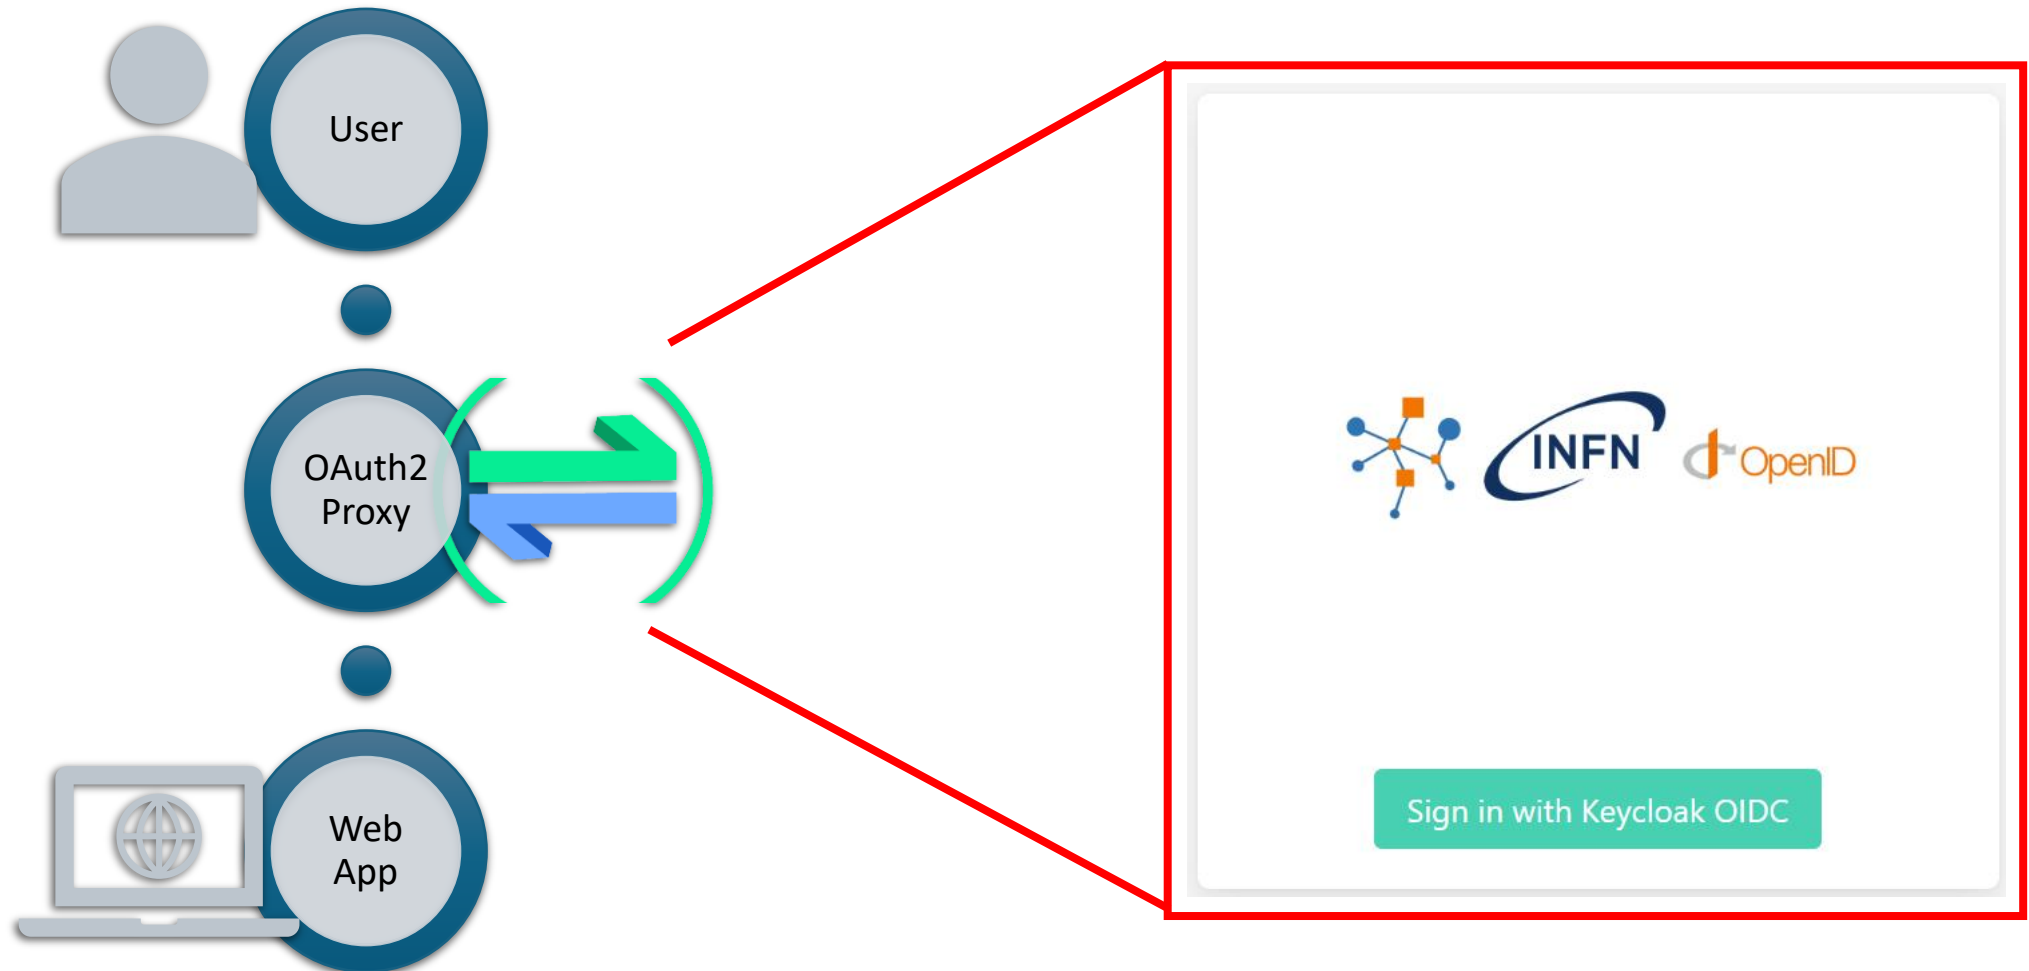 User
OAuth2
Proxy
Web
App
INFN
OpenID
Sign in with Keycloak OIDC